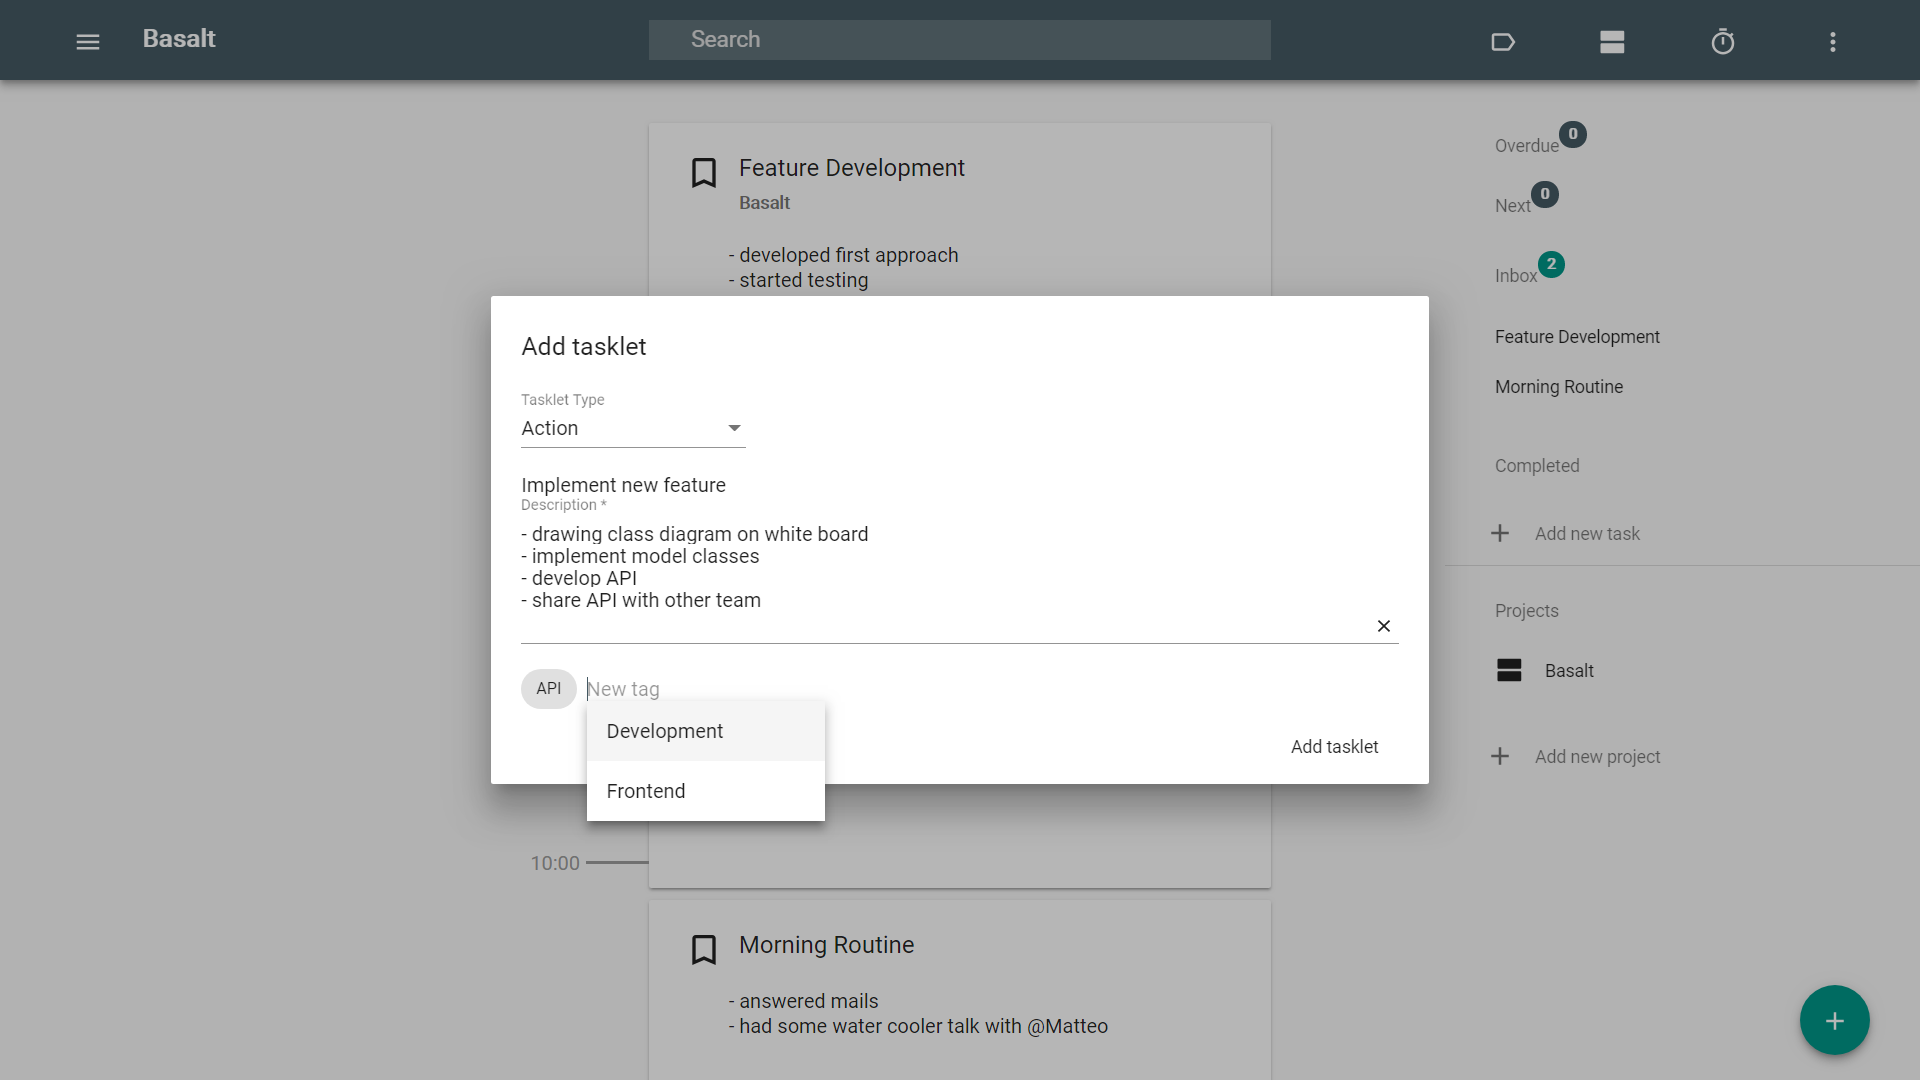 Basalt
Search
Feature Development
Basalt
- developed first approach
- started testing
Add tasklet
Tasklet Type
Action
Implement new feature
Description *
- drawing class diagram on white board
- implement model classes
- develop API
- share API with other team
API
New tag
Development
Frontend
Add tasklet
10:00
Morning Routine
- answered mails
- had some water cooler talk with @Matteo
Overdue 0
Next 0
Inbox 2
Feature Development
Morning Routine
Completed
Add new task
Projects
Basalt
Add new project